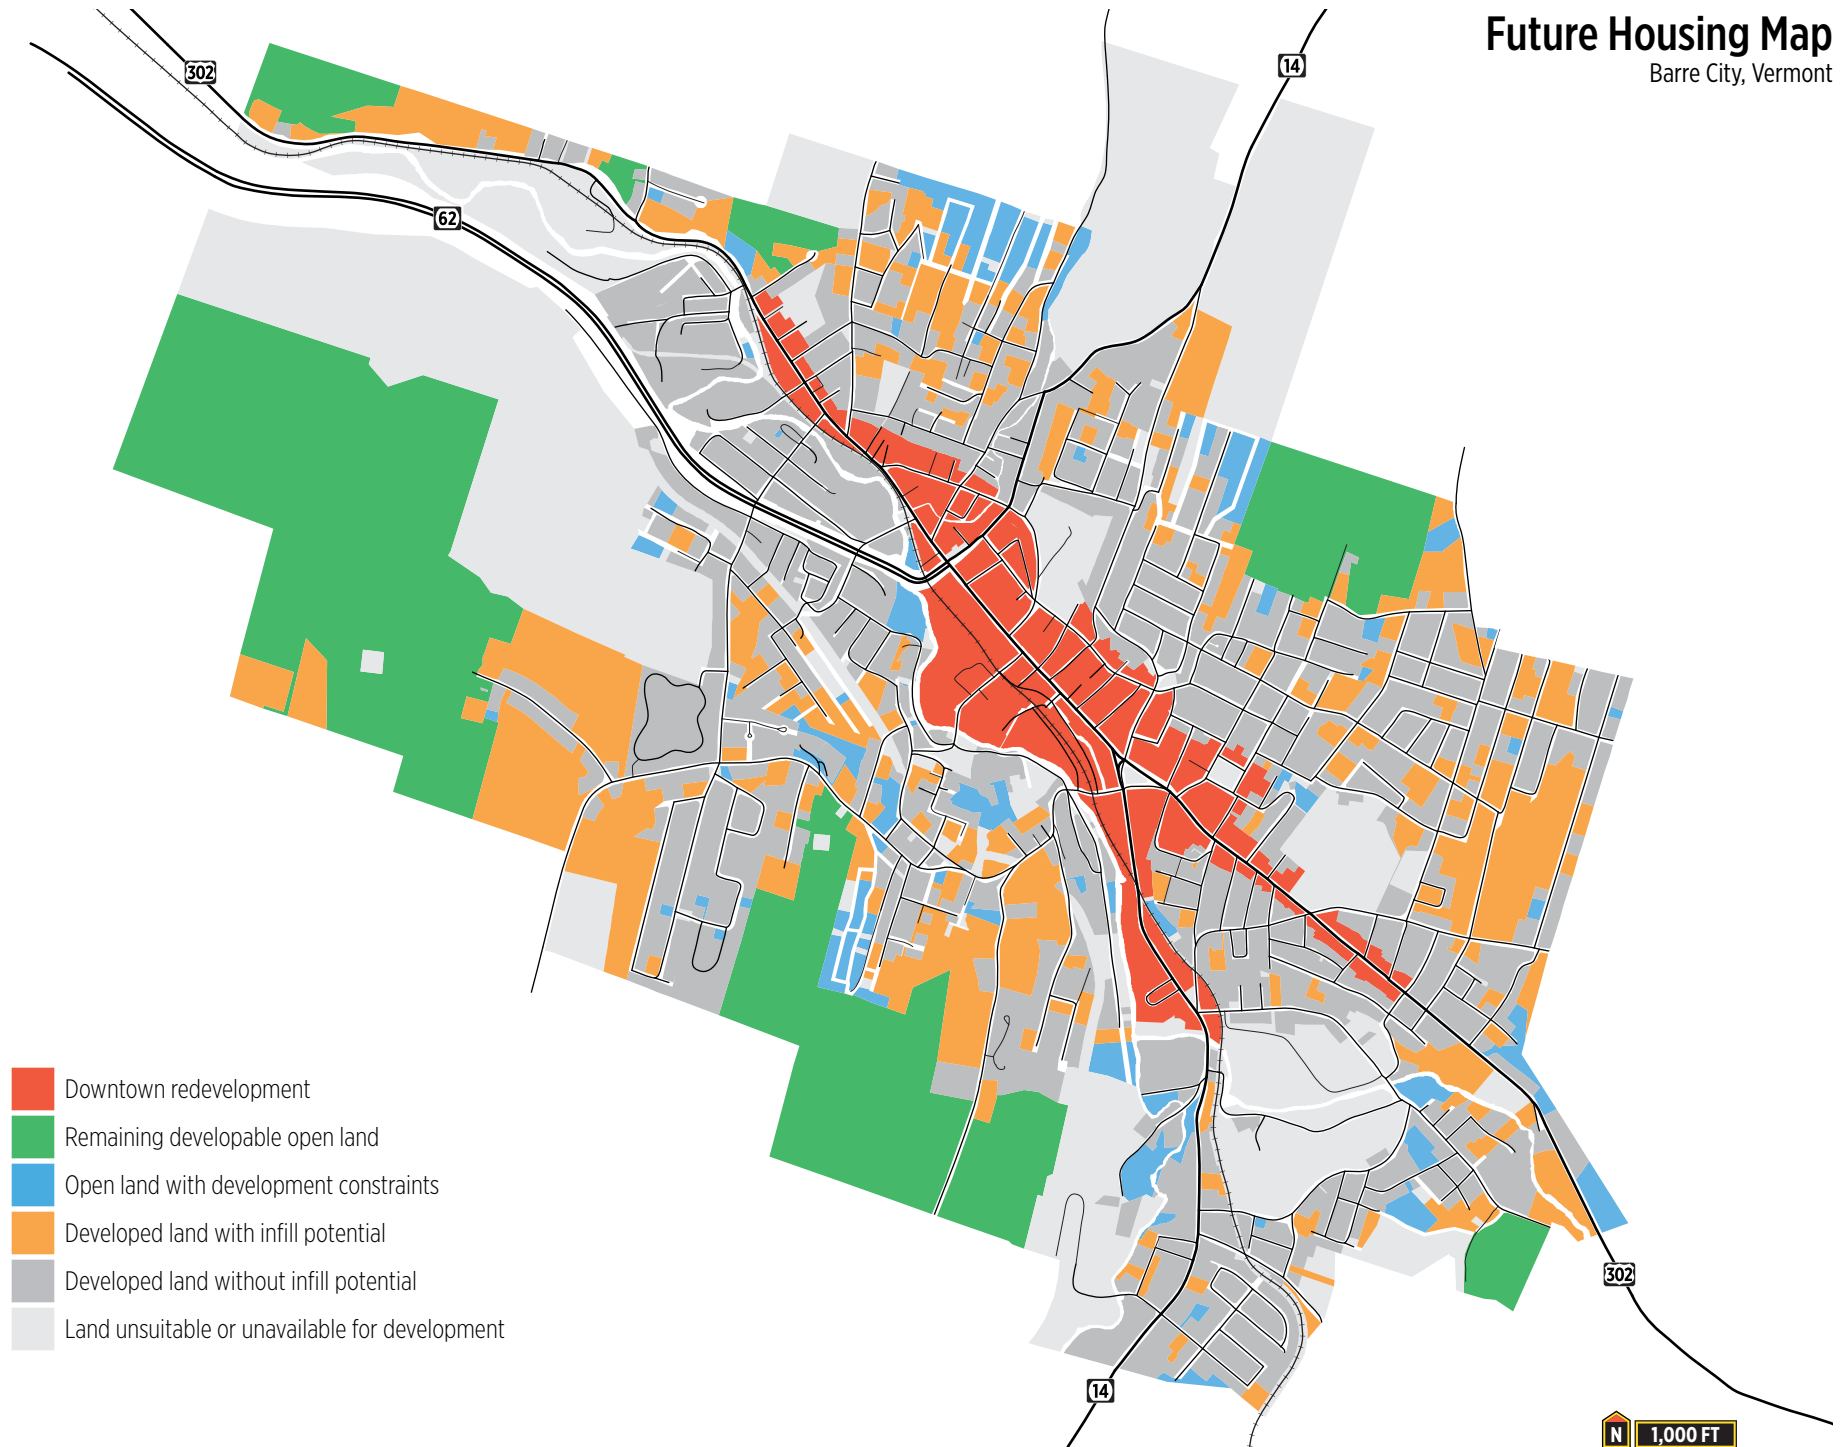 Future Housing Map
Barre City, Vermont
302
14
62
Downtown redevelopment
Remaining developable open land
Open land with development constraints
Developed land with infill potential
Developed land without infill potential
Land unsuitable or unavailable for development
302
14
N
1,000 FT